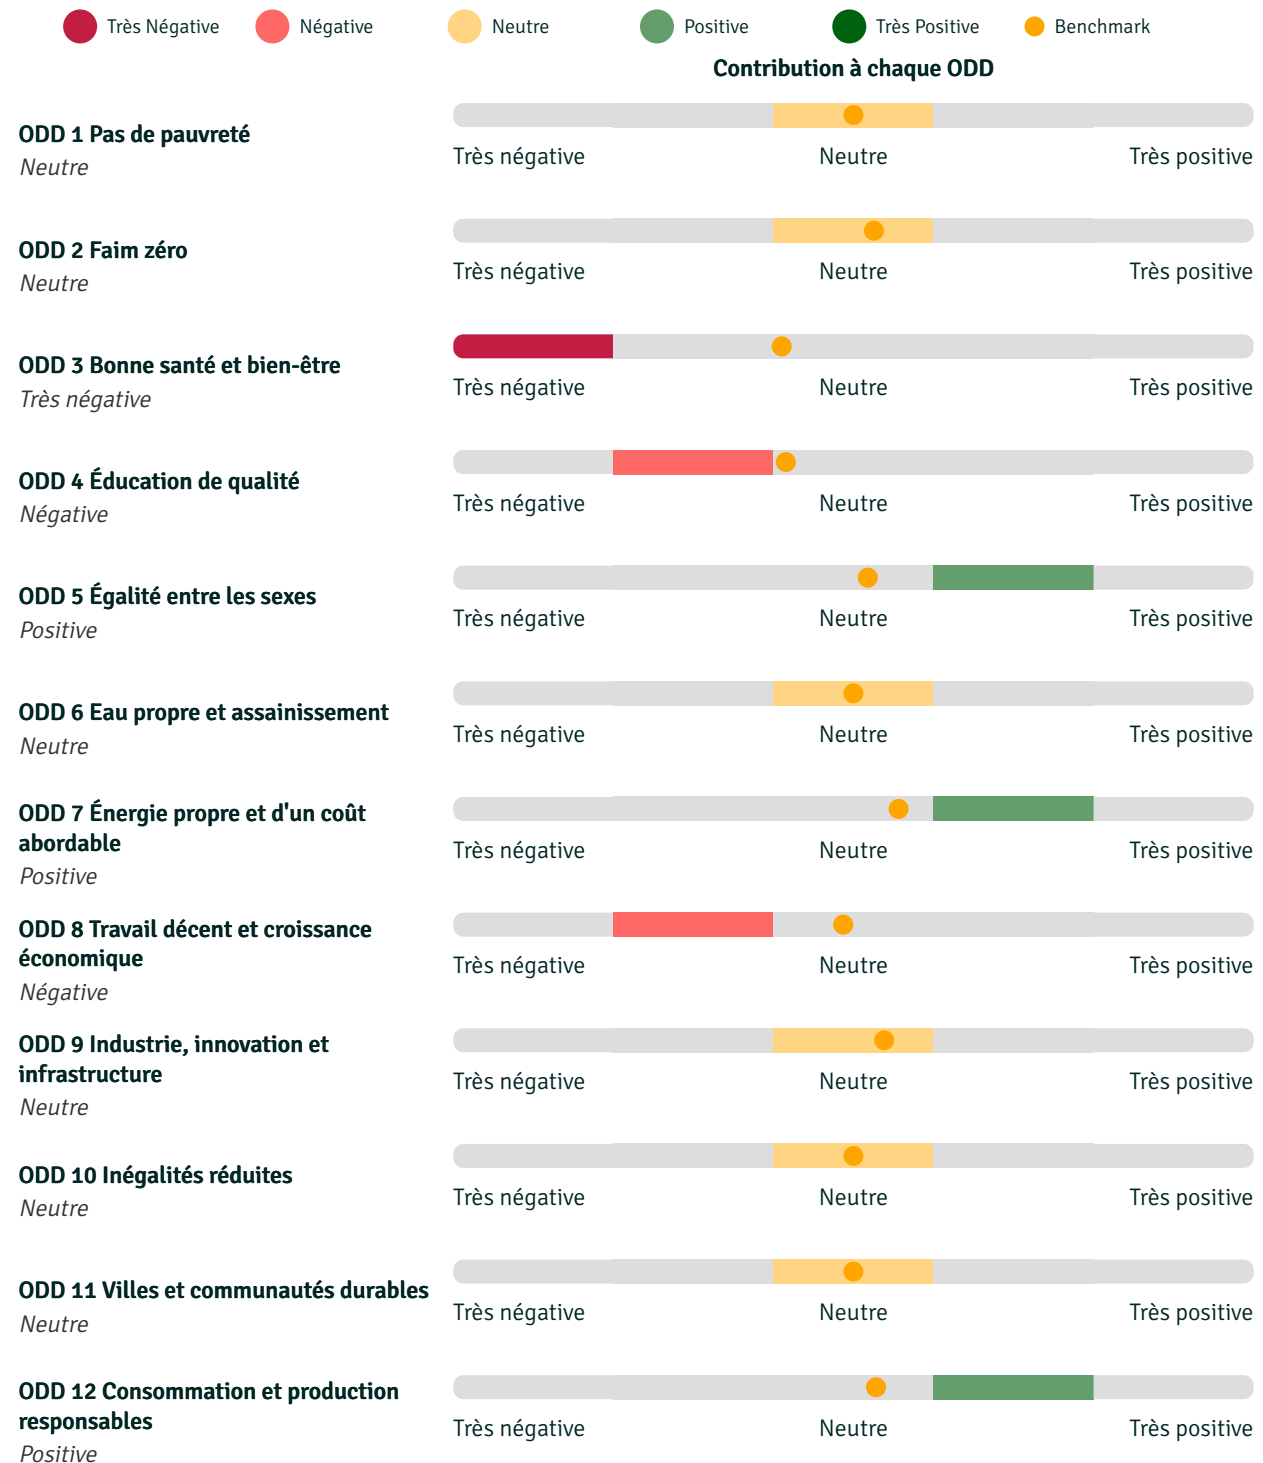 Très Négative
Négative
Neutre
Positive
Très Positive
Benchmark
Contribution à chaque ODD
ODD 1 Pas de pauvreté
Neutre
Très négative
Neutre
Très positive
ODD 2 Faim zéro
Neutre
Très négative
Neutre
Très positive
ODD 3 Bonne santé et bien-être
Très négative
Très négative
Neutre
Très positive
ODD 4 Éducation de qualité
Négative
Très négative
Neutre
Très positive
ODD 5 Égalité entre les sexes
Positive
Très négative
Neutre
Très positive
ODD 6 Eau propre et assainissement
Neutre
Très négative
Neutre
Très positive
ODD 7 Énergie propre et d'un coût
abordable
Positive
Très négative
Neutre
Très positive
ODD 8 Travail décent et croissance
économique
Négative
Très négative
Neutre
Très positive
ODD 9 Industrie, innovation et
infrastructure
Neutre
Très négative
Neutre
Très positive
ODD 10 Inégalités réduites
Neutre
Très négative
Neutre
Très positive
ODD 11 Villes et communautés durables
Neutre
Très négative
Neutre
Très positive
ODD 12 Consommation et production
responsables
Positive
Très négative
Neutre
Très positive